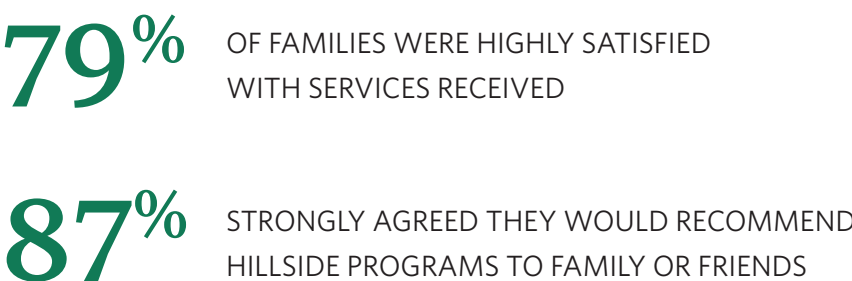 79%
OF FAMILIES WERE HIGHLY SATISFIED
WITH SERVICES RECEIVED
87%
STRONGLY AGREED THEY WOULD RECOMMEND
HILLSIDE PROGRAMS TO FAMILY OR FRIENDS